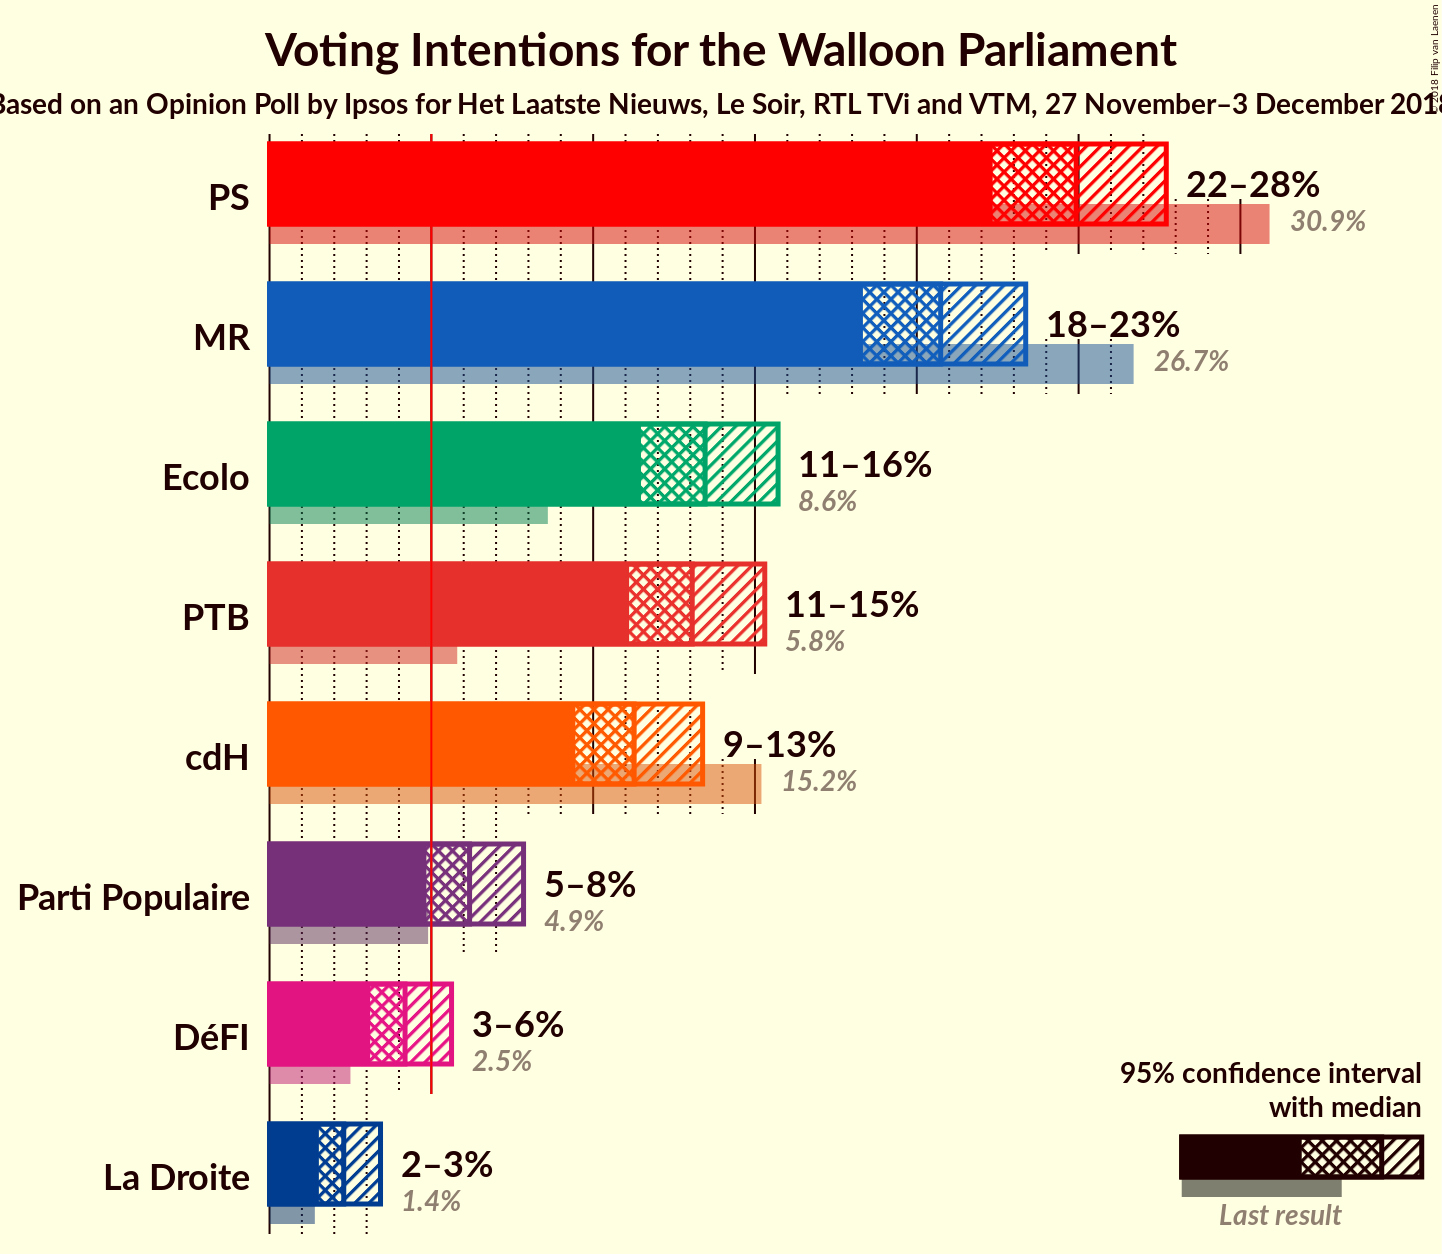 Voting Intentions for the Walloon Parliament
Based on an Opinion Poll by Ipsos for Het Laatste Nieuws, Le Soir, RTL TVi and VTM, 27 November–3 December 2018
© 2018 Filip van Laenen
PS
22–28%
30.9%
MR
18–23%
26.7%
Ecolo
11–16%
8.6%
PTB
11–15%
5.8%
cdH
9–13%
15.2%
Parti Populaire
5–8%
4.9%
DéFI
3–6%
2.5%
La Droite
2–3%
1.4%
95% confidence interval
with median
Last result